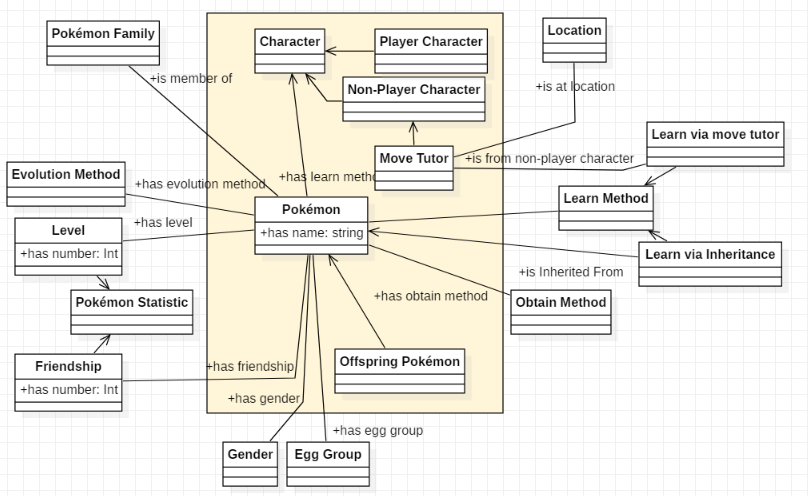 Pokémon Family
Character
Player Character
Location
+is member of
Non-Player Character
+is at location
Learn via move tutor
Move Tutor
+is from non-player character
Evolution Method
+has evolution method
+has learn metho
Learn Method
Pokémon
+has name: string
Level
+has number: Int
+has level
Learn via Inheritance
+is Inherited From
Pokémon Statistic
+has obtain method
Obtain Method
Friendship
+has number: Int
+has friendship
Offspring Pokémon
+has gender
+has egg group
Gender
Egg Group